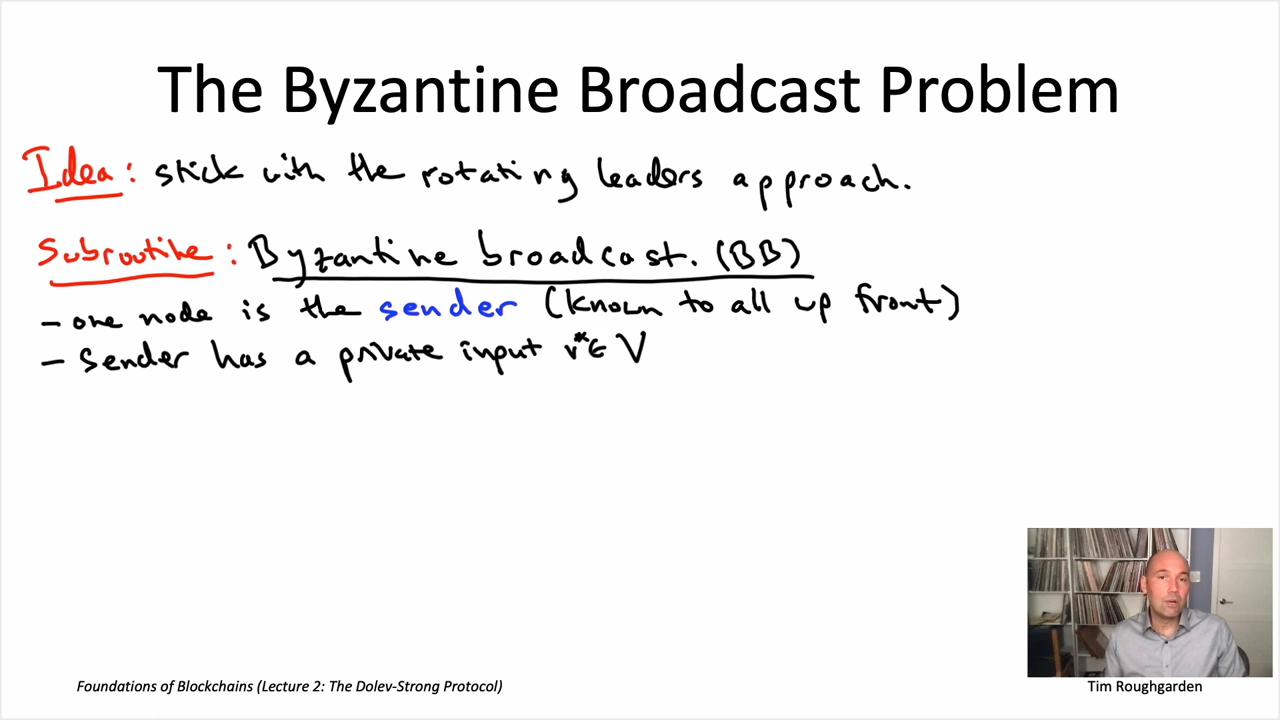 The Byzantine Broadcast Problem
Idea: stick with the rotating leaders approach.
Subroutine: Byzantine broadcast. (BB)
- one node is the sender (known to all up front)
- Sender has a private input v* ∈ V
Foundations of Blockchains (Lecture 2: The Dolev-Strong Protocol)
Tim Roughgarden